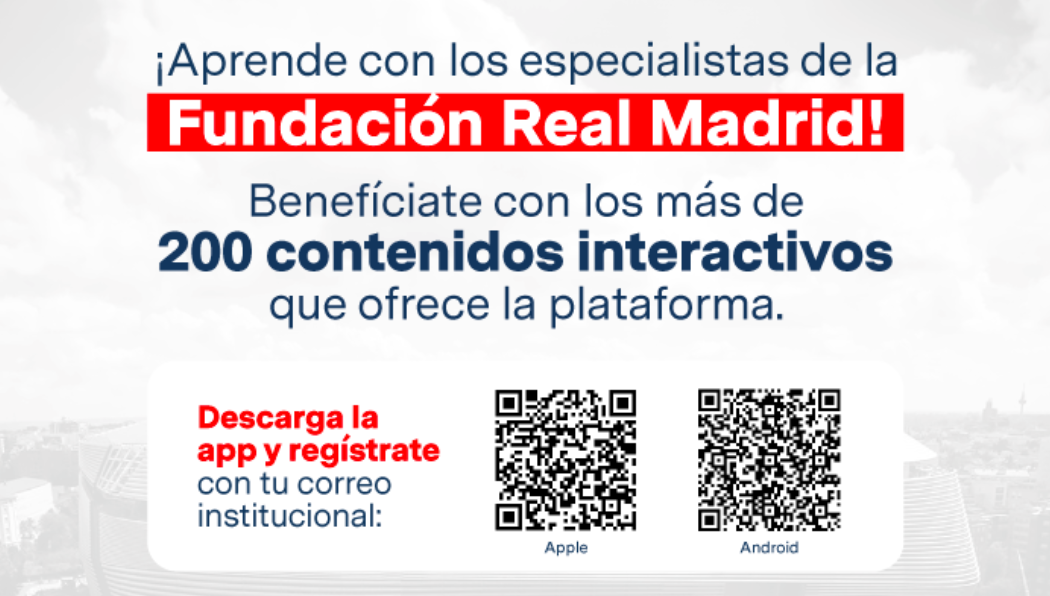 ¡Aprende con los especialistas de la
Fundación Real Madrid!
Benefíciate con los más de
200 contenidos interactivos
que ofrece la plataforma.
Descarga la
app y regístrate
con tu correo
institucional:
Apple
Android